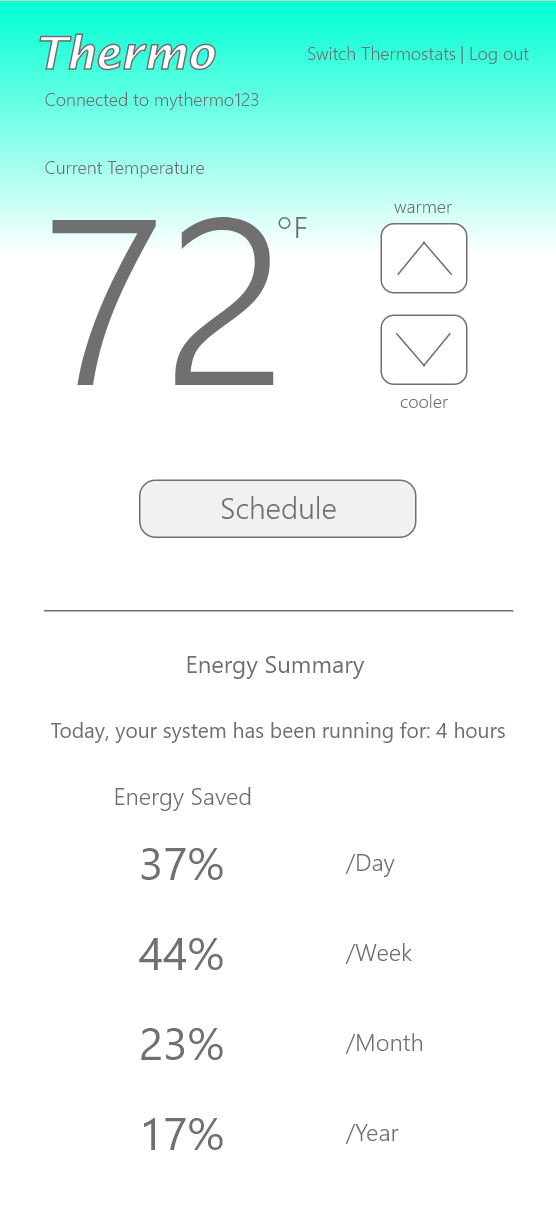 Thermo
Switch Thermostats | Log out
Connected to mythermo123
Current Temperature
72°F
warmer
cooler
Schedule
Energy Summary
Today, your system has been running for: 4 hours
Energy Saved
37% /Day
44% /Week
23% /Month
17% /Year